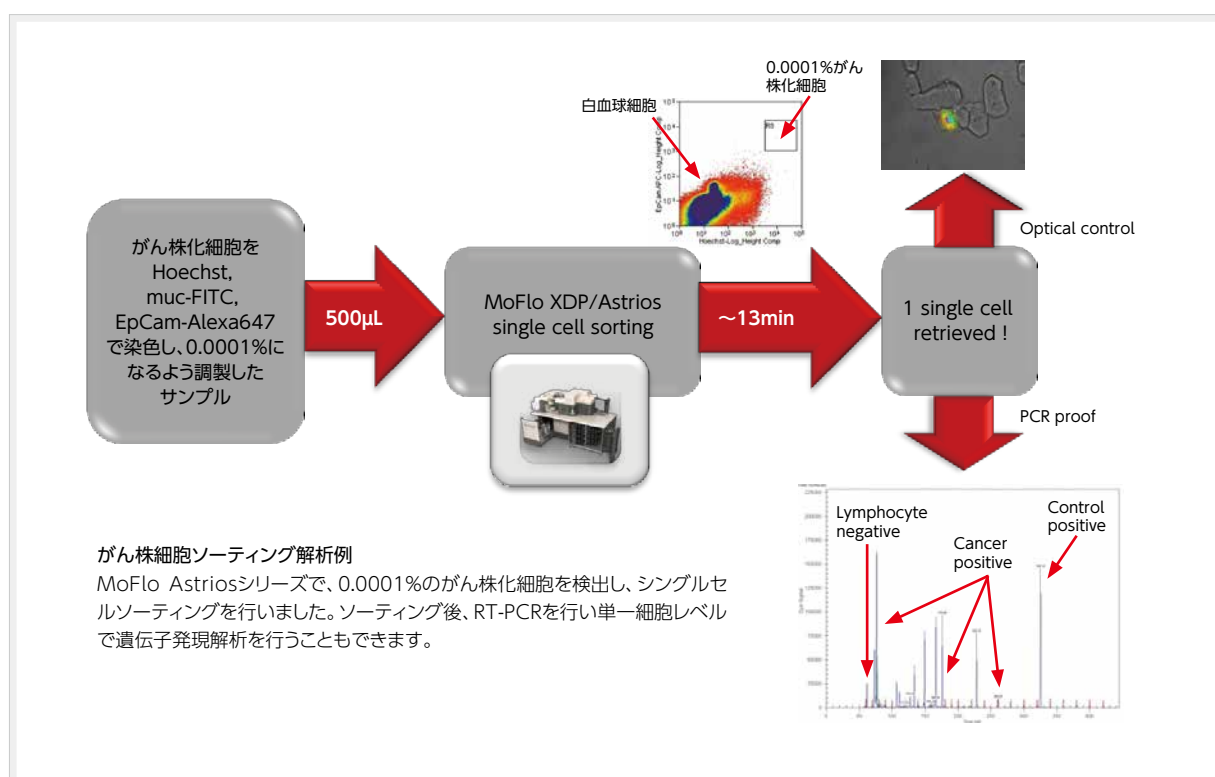 0.0001%がん
株化細胞
白血球細胞
R3
EpCamAPC-Log_Height Comp
Hoechst-Log_Height Comp
がん株化細胞を
Hoechst,
muc-FITC,
EpCam-Alexa647
で染色し、0.0001%に
なるよう調製した
サンプル
500µL
MoFlo XDP/Astrios
single cell sorting
〜13min
1 single cell
retrieved !
Optical control
PCR proof
Lymphocyte
negative
Cancer
positive
Control
positive
がん株細胞ソーティング解析例
MoFlo Astriosシリーズで、0.0001%のがん株化細胞を検出し、シングルセ
ルソーティングを行いました。ソーティング後、RT-PCRを行い単一細胞レベル
で遺伝子発現解析を行うこともできます。